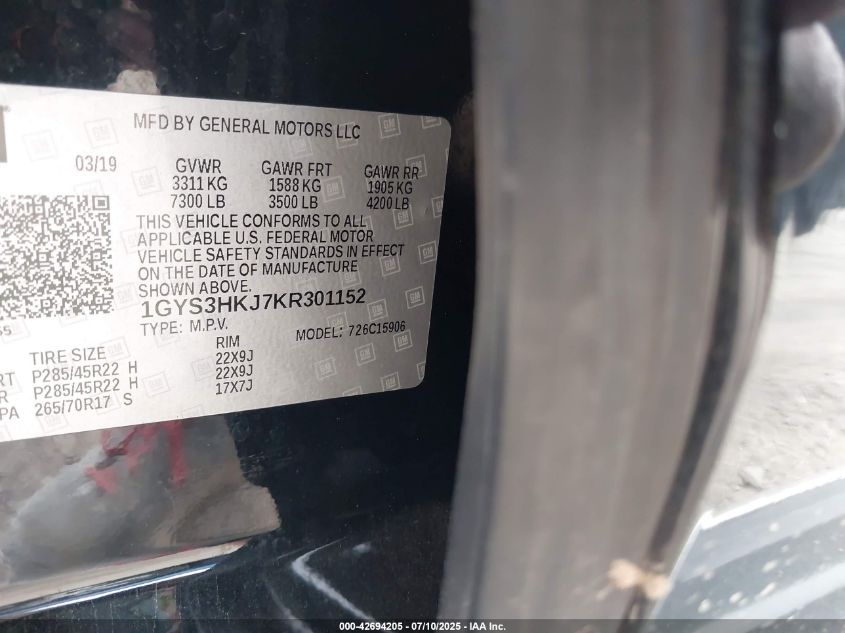 MFD BY GENERAL MOTORS LLC
03/19 GVWR GAWR FRT GAWR RR
3311 KG 1588 KG 1905 KG
7300 LB 3500 LB 4200 LB
THIS VEHICLE CONFORMS TO ALL
APPLICABLE U.S. FEDERAL MOTOR
VEHICLE SAFETY STANDARDS IN EFFECT
ON THE DATE OF MANUFACTURE
SHOWN ABOVE
1GYS3HKJ7KR301152
TYPE: M.P.V. MODEL: 726C15906
TIRE SIZE RIM
RT P285/45R22 H 22X9J
R P285/45R22 H 22X9J
PA 265/70R17 S 17X7J
000-42694205 - 07/10/2025 - IAA Inc.